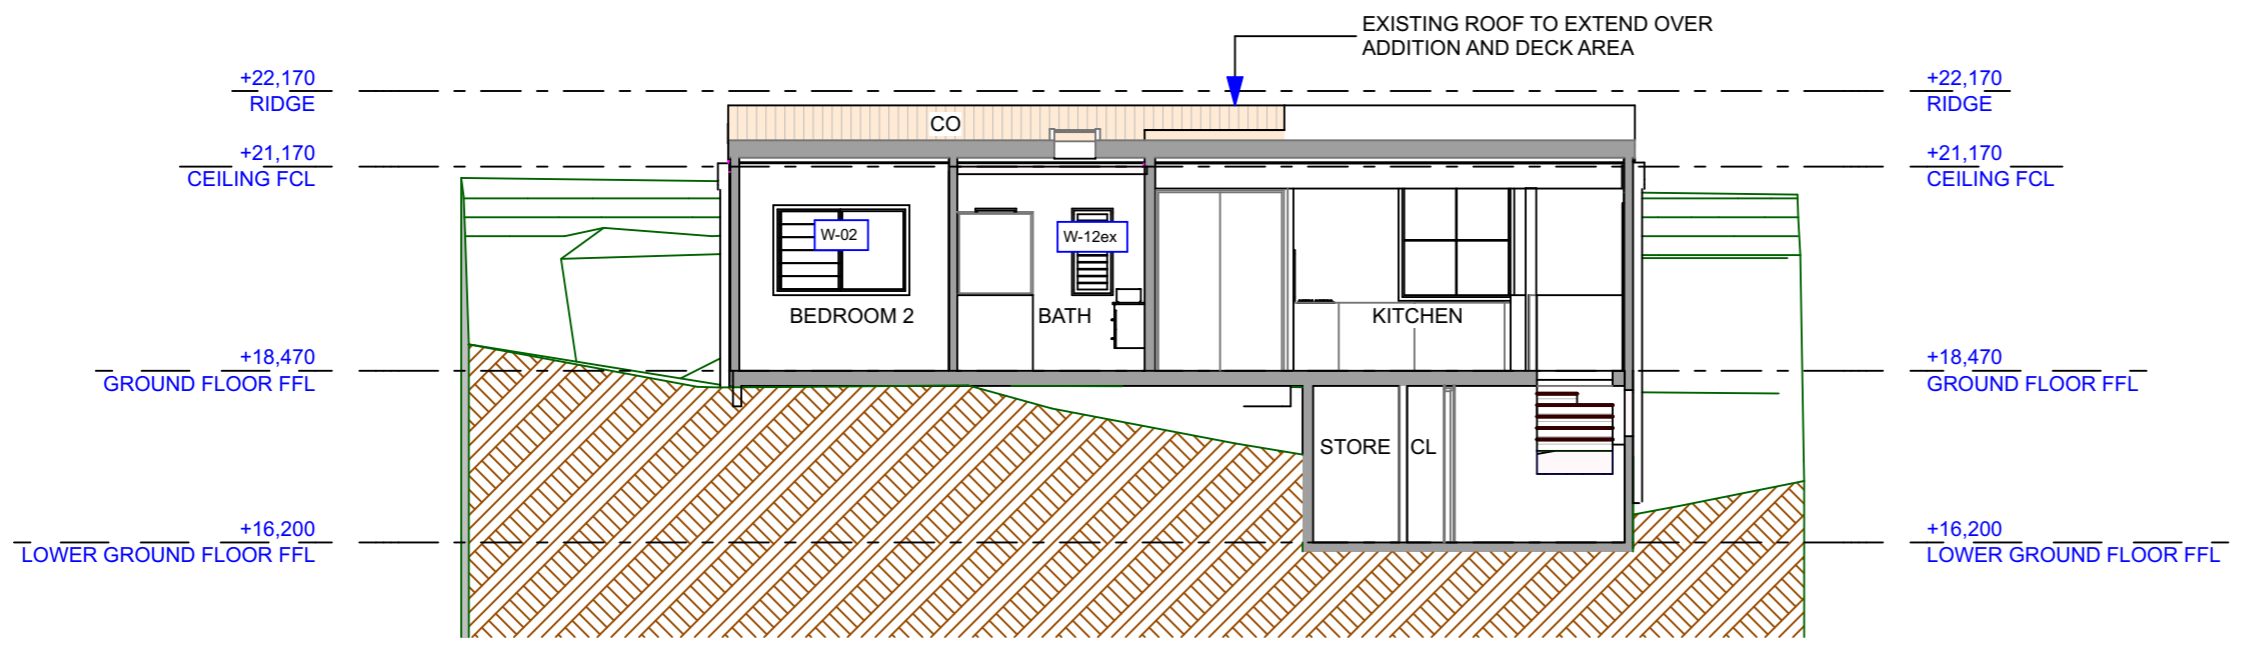 EXISTING ROOF TO EXTEND OVER
ADDITION AND DECK AREA
+22,170
RIDGE
+22,170
RIDGE
CO
+21,170
CEILING FCL
+21,170
CEILING FCL
W-02
W-12ex
BEDROOM 2
BATH
KITCHEN
+18,470
GROUND FLOOR FFL
+18,470
GROUND FLOOR FFL
STORE
CL
+16,200
LOWER GROUND FLOOR FFL
+16,200
LOWER GROUND FLOOR FFL